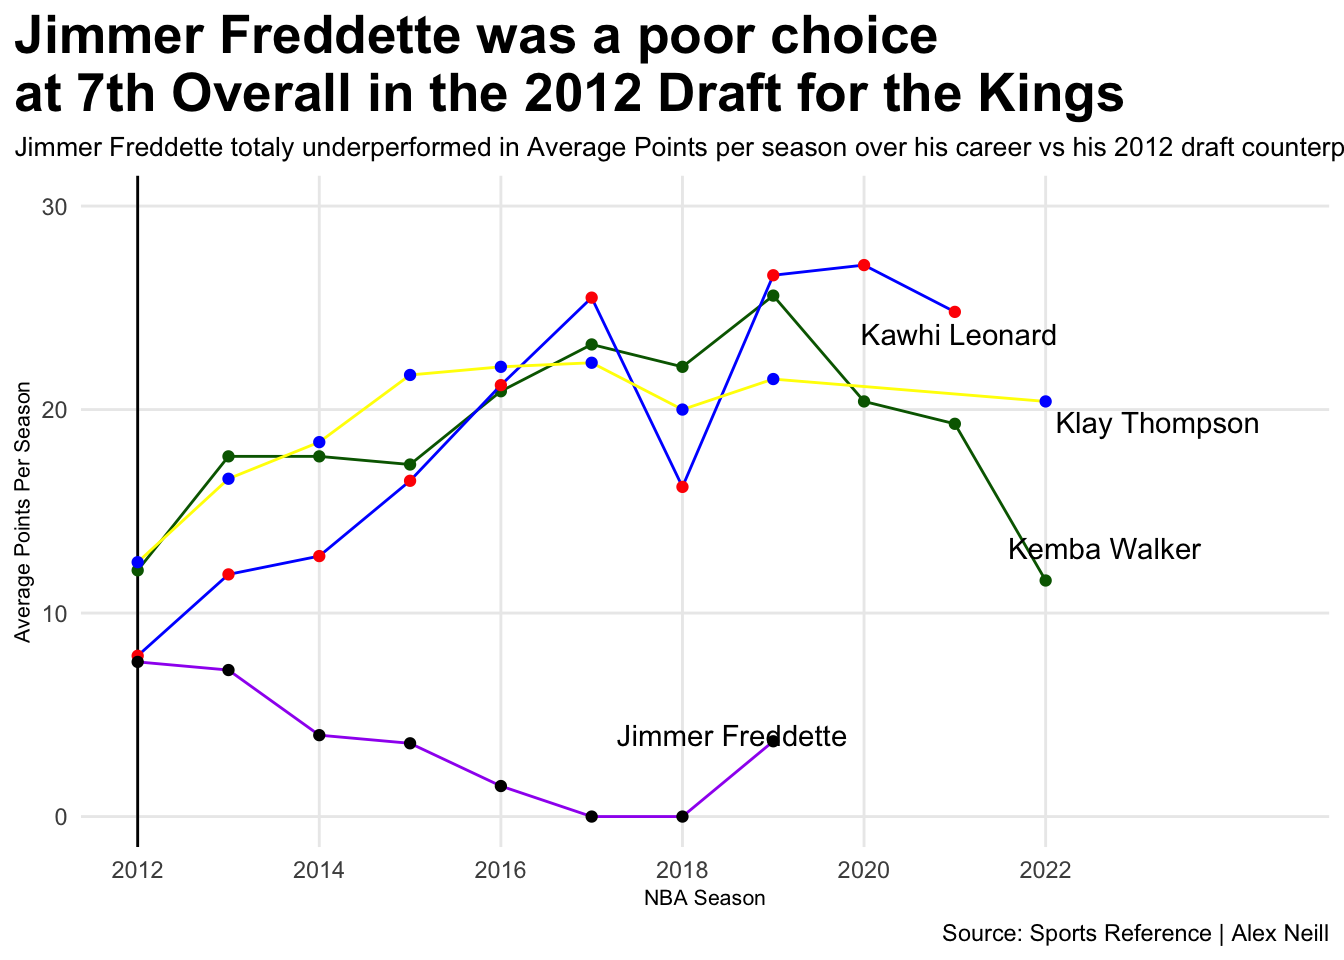 Jimmer Freddette was a poor choice
at 7th Overall in the 2012 Draft for the Kings
Jimmer Freddette totaly underperformed in Average Points per season over his career vs his 2012 draft counterp
30
20
10
0
Average Points Per Season
Kawhi Leonard
Klay Thompson
Kemba Walker
Jimmer Freddette
2012 2014 2016 2018 2020 2022
NBA Season
Source: Sports Reference | Alex Neill